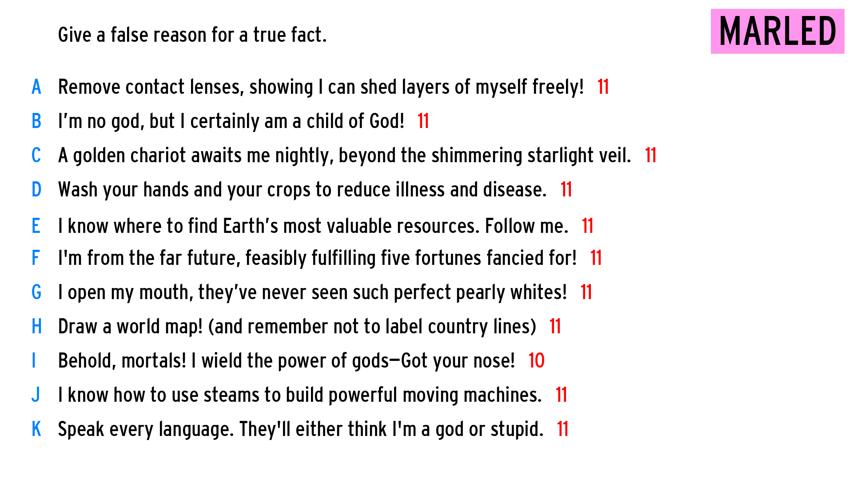 Give a false reason for a true fact.
MARLED
A Remove contact lenses, showing I can shed layers of myself freely! 11
B I'm no god, but I certainly am a child of God! 11
C A golden chariot awaits me nightly, beyond the shimmering starlight veil. 11
D Wash your hands and your crops to reduce illness and disease. 11
E I know where to find Earth's most valuable resources. Follow me. 11
F I'm from the far future, feasibly fulfilling five fortunes fancied for! 11
G I open my mouth, they've never seen such perfect pearly whites! 11
H Draw a world map! (and remember not to label country lines) 11
I Behold, mortals! I wield the power of gods—Got your nose! 10
J I know how to use steams to build powerful moving machines. 11
K Speak every language. They'll either think I'm a god or stupid. 11